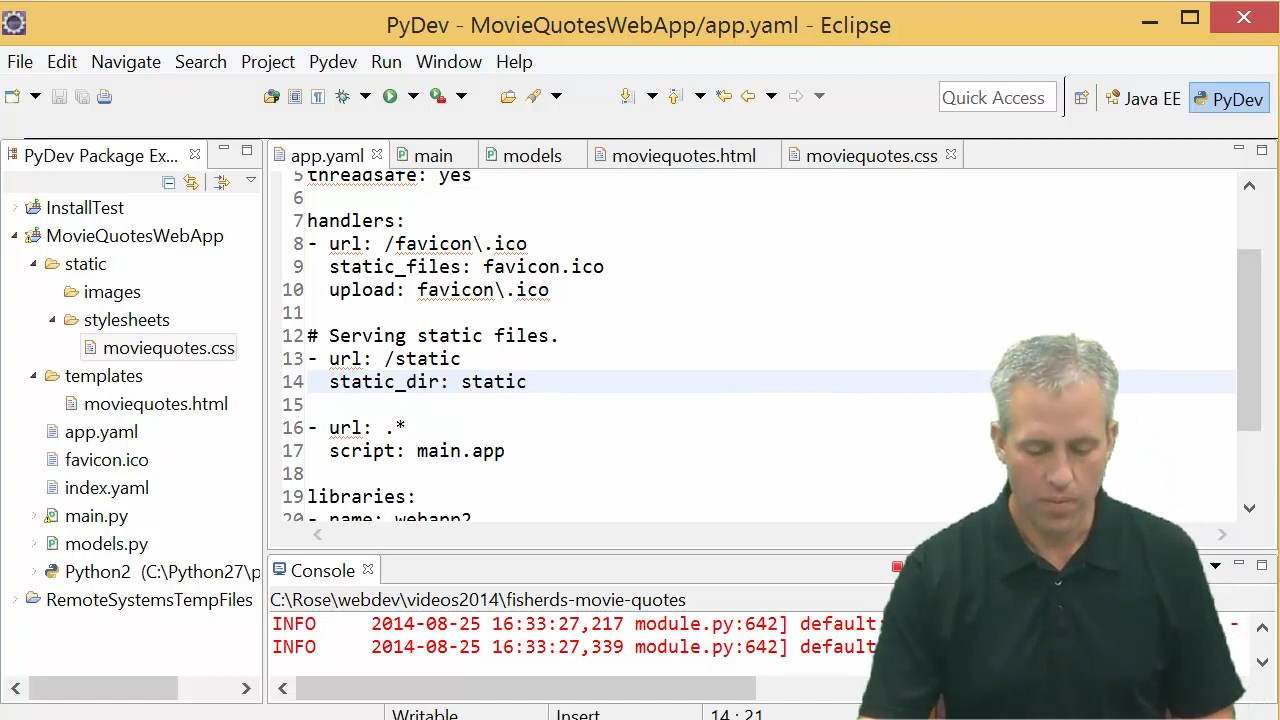 PyDev - MovieQuotesWebApp/app.yaml - Eclipse
File Edit Navigate Search Project Pydev Run Window Help
Quick Access
Java EE
PyDev
PyDev Package Ex...
app.yaml
main
models
moviequotes.html
moviequotes.css
InstallTest
MovieQuotesWebApp
static
images
stylesheets
moviequotes.css
templates
moviequotes.html
app.yaml
favicon.ico
index.yaml
main.py
models.py
Python2 (C:\Python27\p
RemoteSystemsTempFiles
5 threadsafe: yes
6
7 handlers:
8 - url: /favicon\.ico
9 static_files: favicon.ico
10 upload: favicon\.ico
11
12 # Serving static files.
13 - url: /static
14 static_dir: static
15
16 - url: .*
17 script: main.app
18
19 libraries:
20 - name: webapp2
Console
C:\Rose\webdev\videos2014\fisherds-movie-quotes
INFO 2014-08-25 16:33:27,217 module.py:642] default: -
INFO 2014-08-25 16:33:27,339 module.py:642] default
Writable
Insert
14 : 21